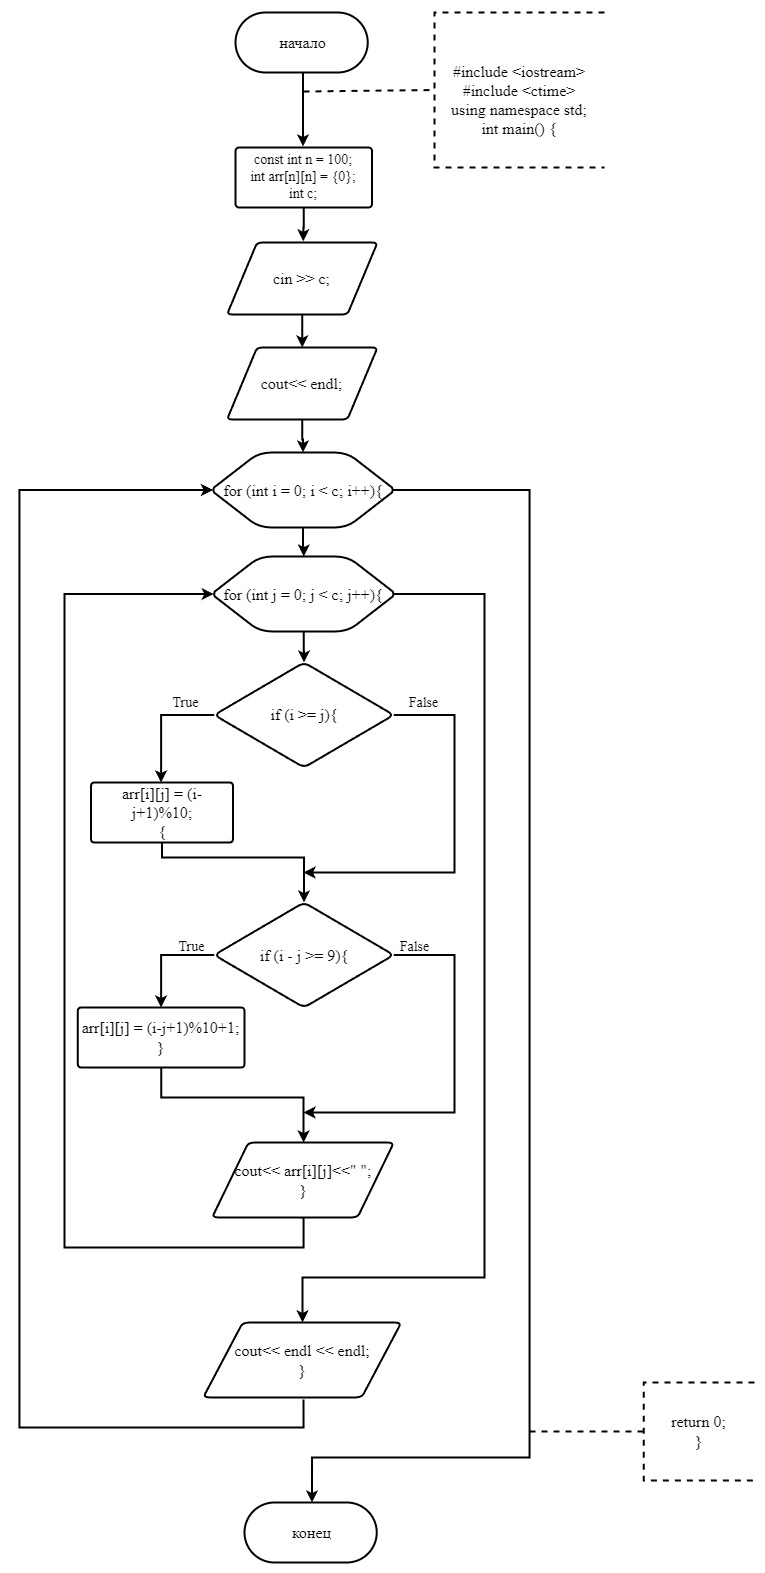 начало
#include <iostream>
#include <ctime>
using namespace std;
int main() {
const int n = 100;
int arr[n][n] = {0};
int c;
cin >> c;
cout<< endl;
for (int i = 0; i < c; i++){
for (int j = 0; j < c; j++){
True
False
if (i >= j){
arr[i][j] = (i-
j+1)%10;
{
True
False
if (i - j >= 9){
arr[i][j] = (i-j+1)%10+1;
}
cout<< arr[i][j]<<" ";
}
cout<< endl << endl;
}
return 0;
}
конец